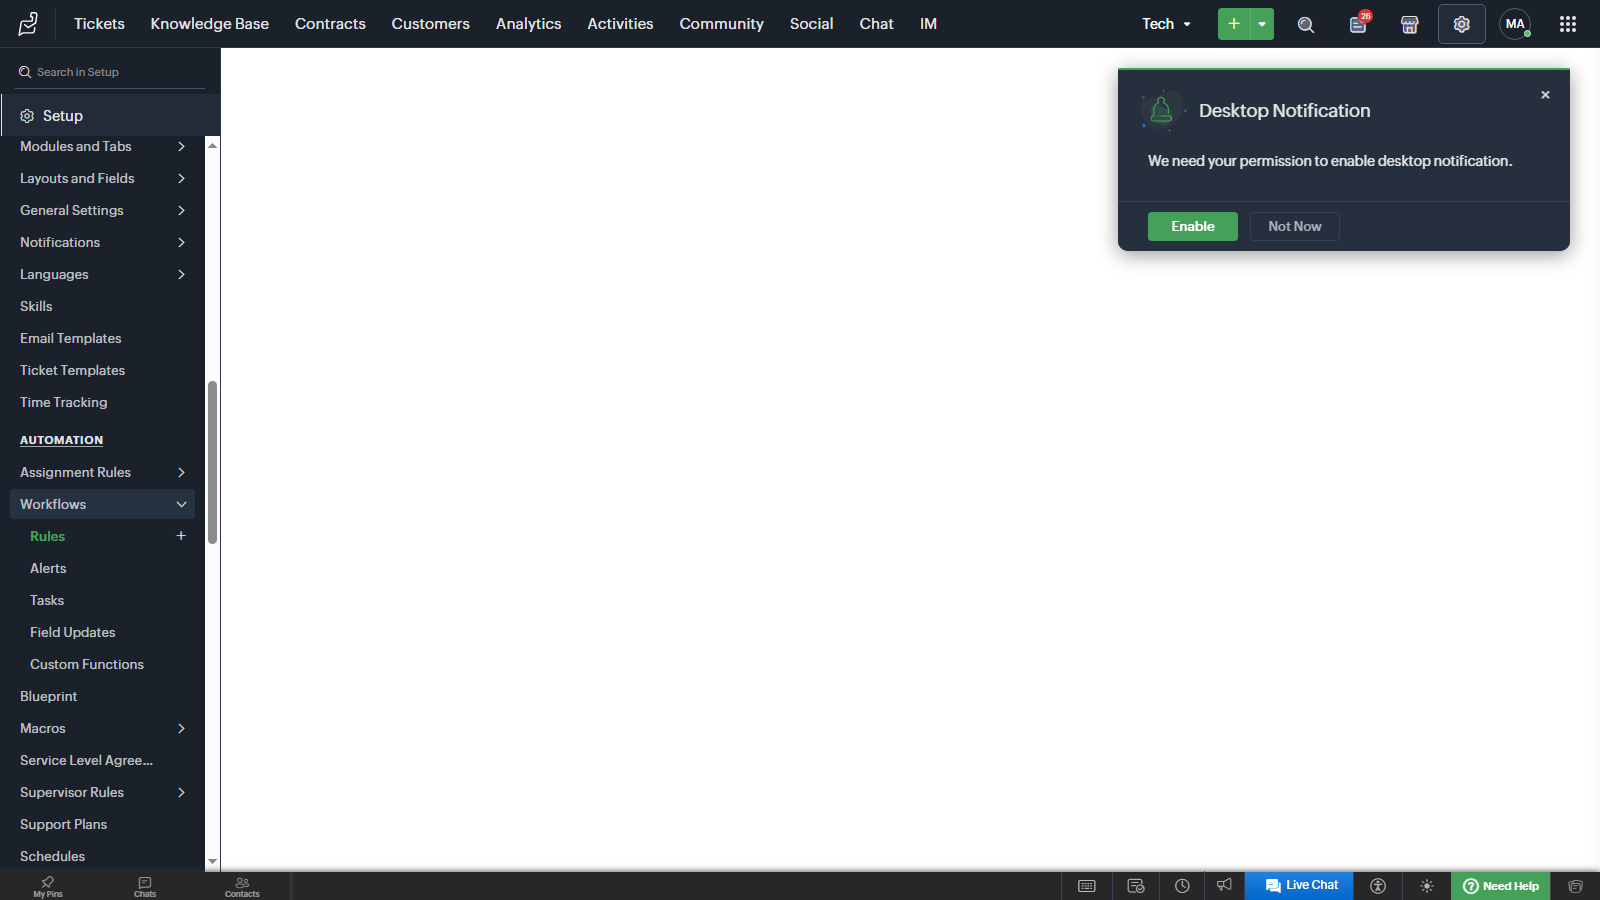 Tickets Knowledge Base Contracts Customers Analytics Activities Community Social Chat IM Tech 26 MA
Search in Setup
Setup
Modules and Tabs
Layouts and Fields
General Settings
Notifications
Languages
Skills
Email Templates
Ticket Templates
Time Tracking
AUTOMATION
Assignment Rules
Workflows
Rules
Alerts
Tasks
Field Updates
Custom Functions
Blueprint
Macros
Service Level Agree...
Supervisor Rules
Support Plans
Schedules
Desktop Notification
We need your permission to enable desktop notification.
Enable Not Now
My Pins Chats Contacts Live Chat Need Help